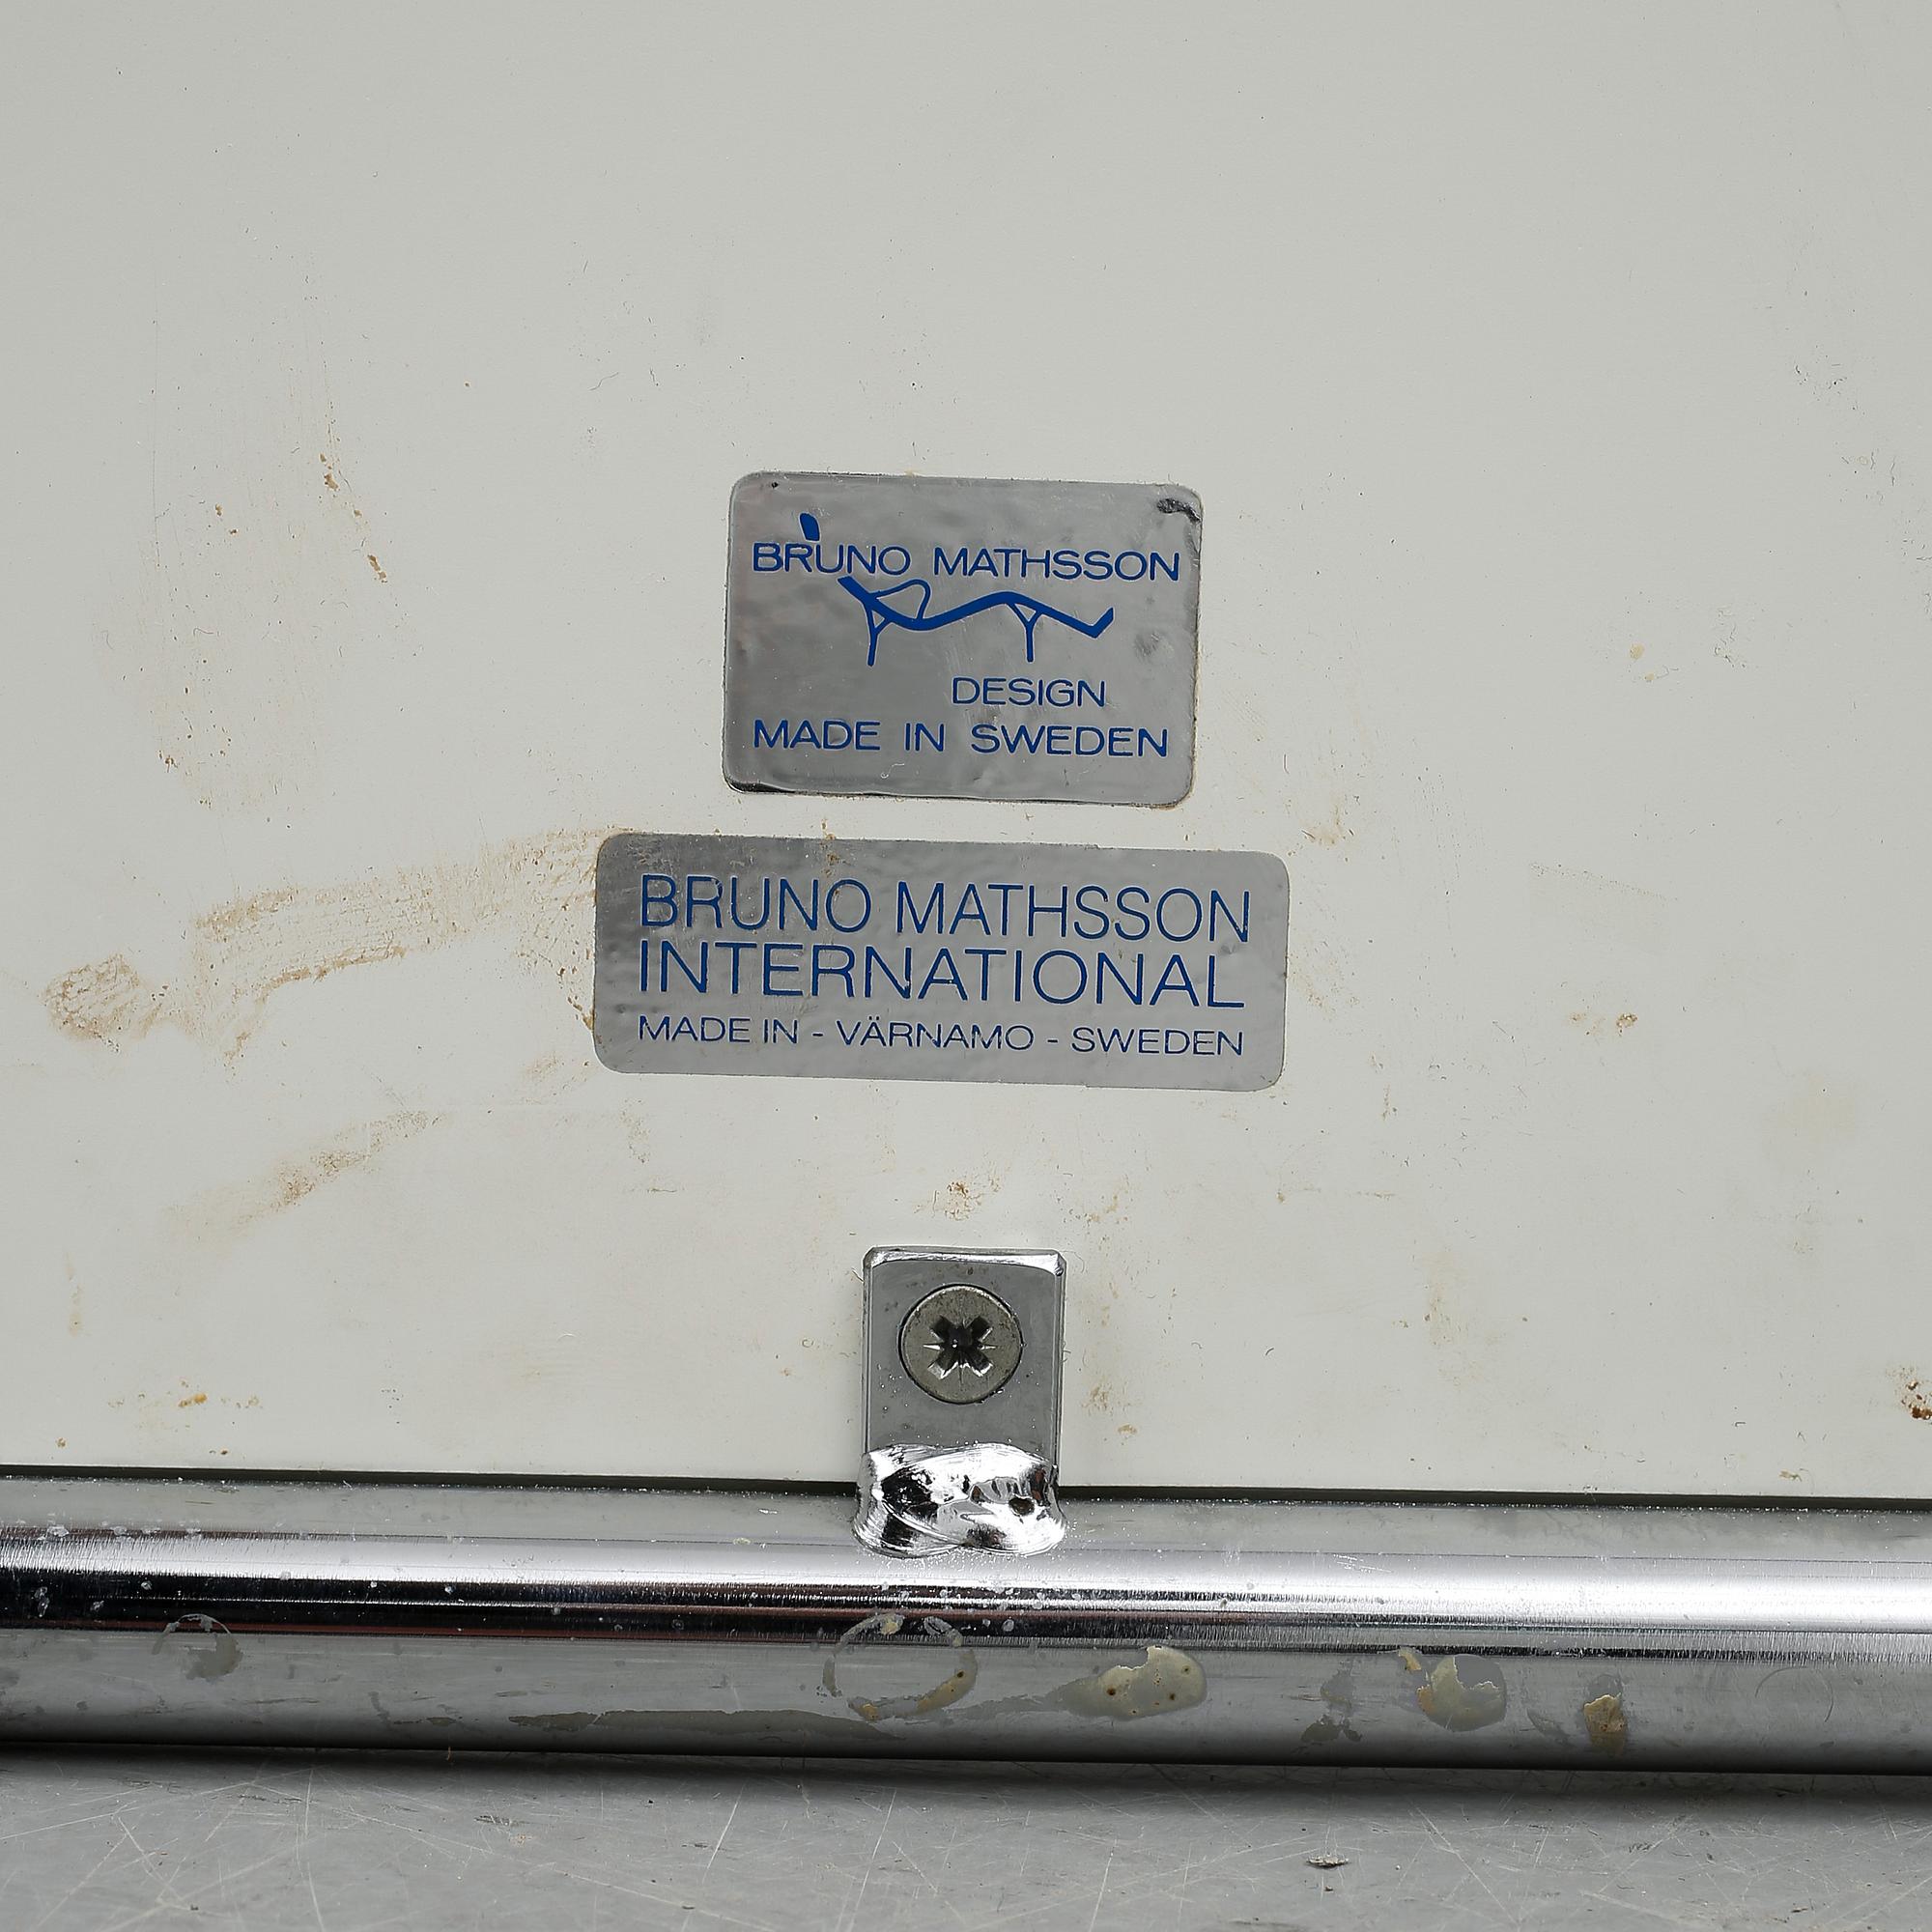 BRUNO MATHSSON
DESIGN
MADE IN SWEDEN
BRUNO MATHSSON
INTERNATIONAL
MADE IN - VÄRNAMO - SWEDEN